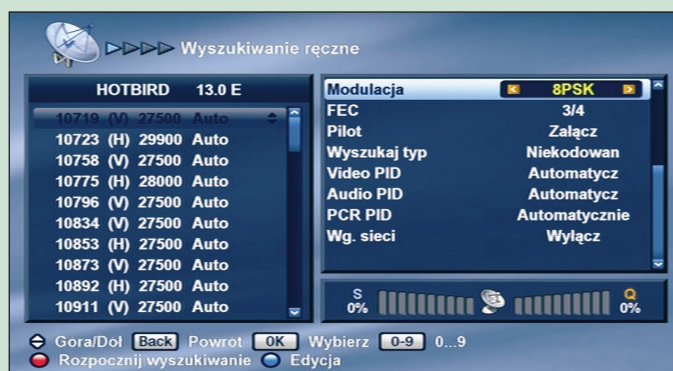 Wyszukiwanie ręczne
HOTBIRD 13.0 E
10719 (V) 27500 Auto
10723 (H) 29900 Auto
10758 (V) 27500 Auto
10775 (H) 28000 Auto
10796 (V) 27500 Auto
10834 (V) 27500 Auto
10853 (H) 27500 Auto
10873 (V) 27500 Auto
10892 (H) 27500 Auto
10911 (V) 27500 Auto
Modulacja 8PSK
FEC 3/4
Pilot Załącz
Wyszukaj typ Niekodowan
Video PID Automatycz
Audio PID Automatycz
PCR PID Automatycznie
Wg. sieci Wyłącz
S 0% Q 0%
Gora/Doł Back Powrot OK Wybierz 0-9 0...9
Rozpocznij wyszukiwanie Edycja